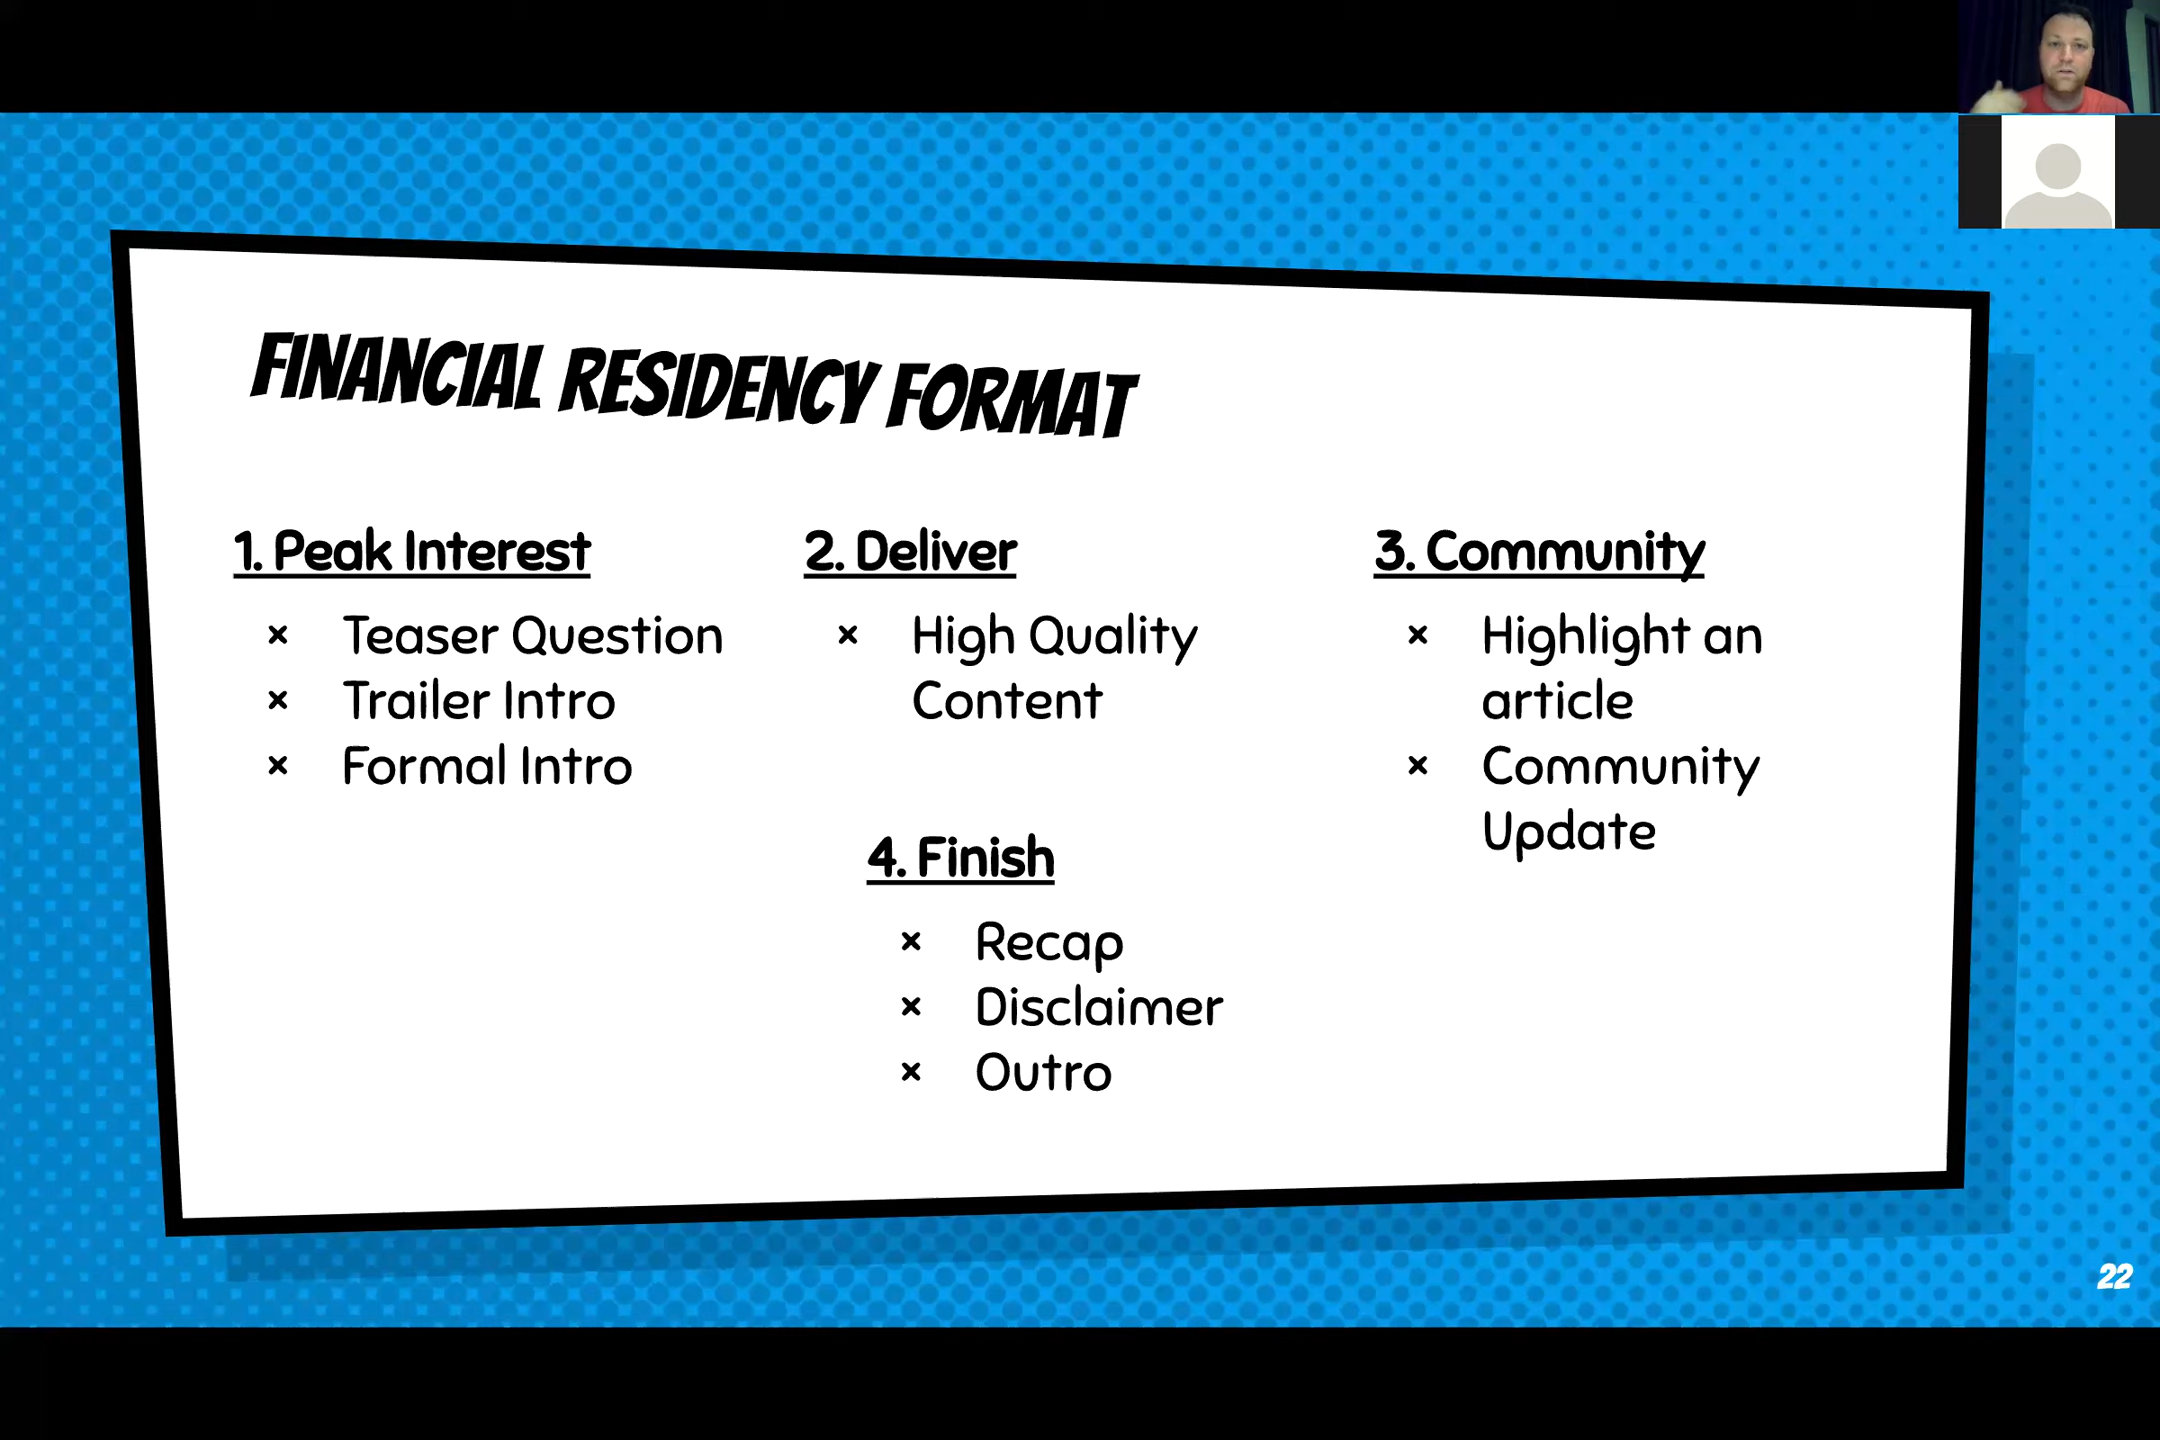 FINANCIAL RESIDENCY FORMAT
1. Peak Interest
× Teaser Question
× Trailer Intro
× Formal Intro
2. Deliver
× High Quality
Content
3. Community
× Highlight an
article
× Community
Update
4. Finish
× Recap
× Disclaimer
× Outro
22